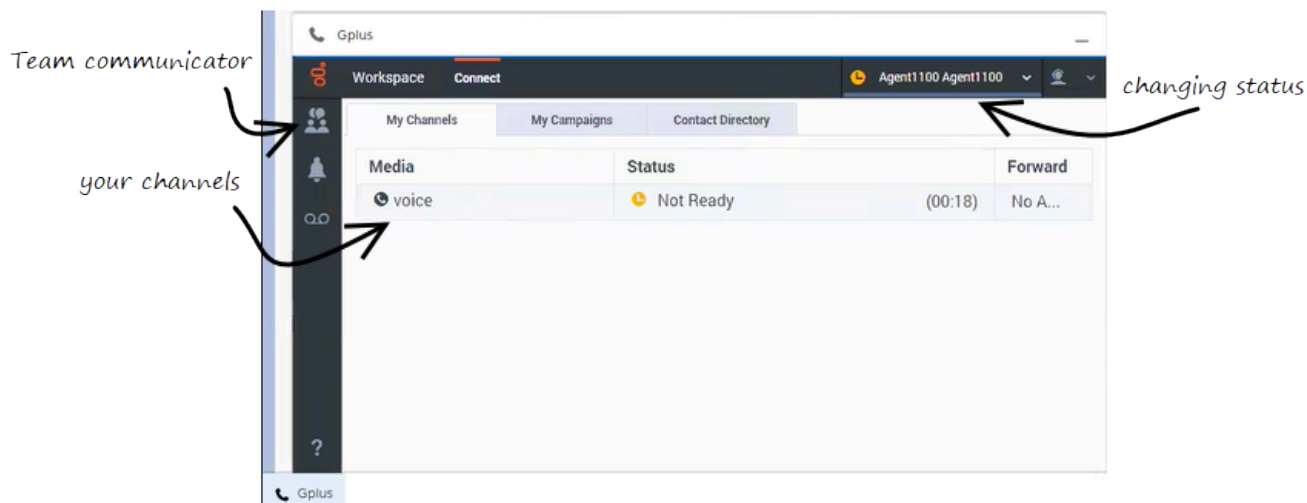 Gplus
Team communicator
Workspace Connect Agent1100 Agent1100
changing status
My Channels My Campaigns Contact Directory
Media Status Forward
your channels
voice Not Ready (00:18) No A...
?
Gplus